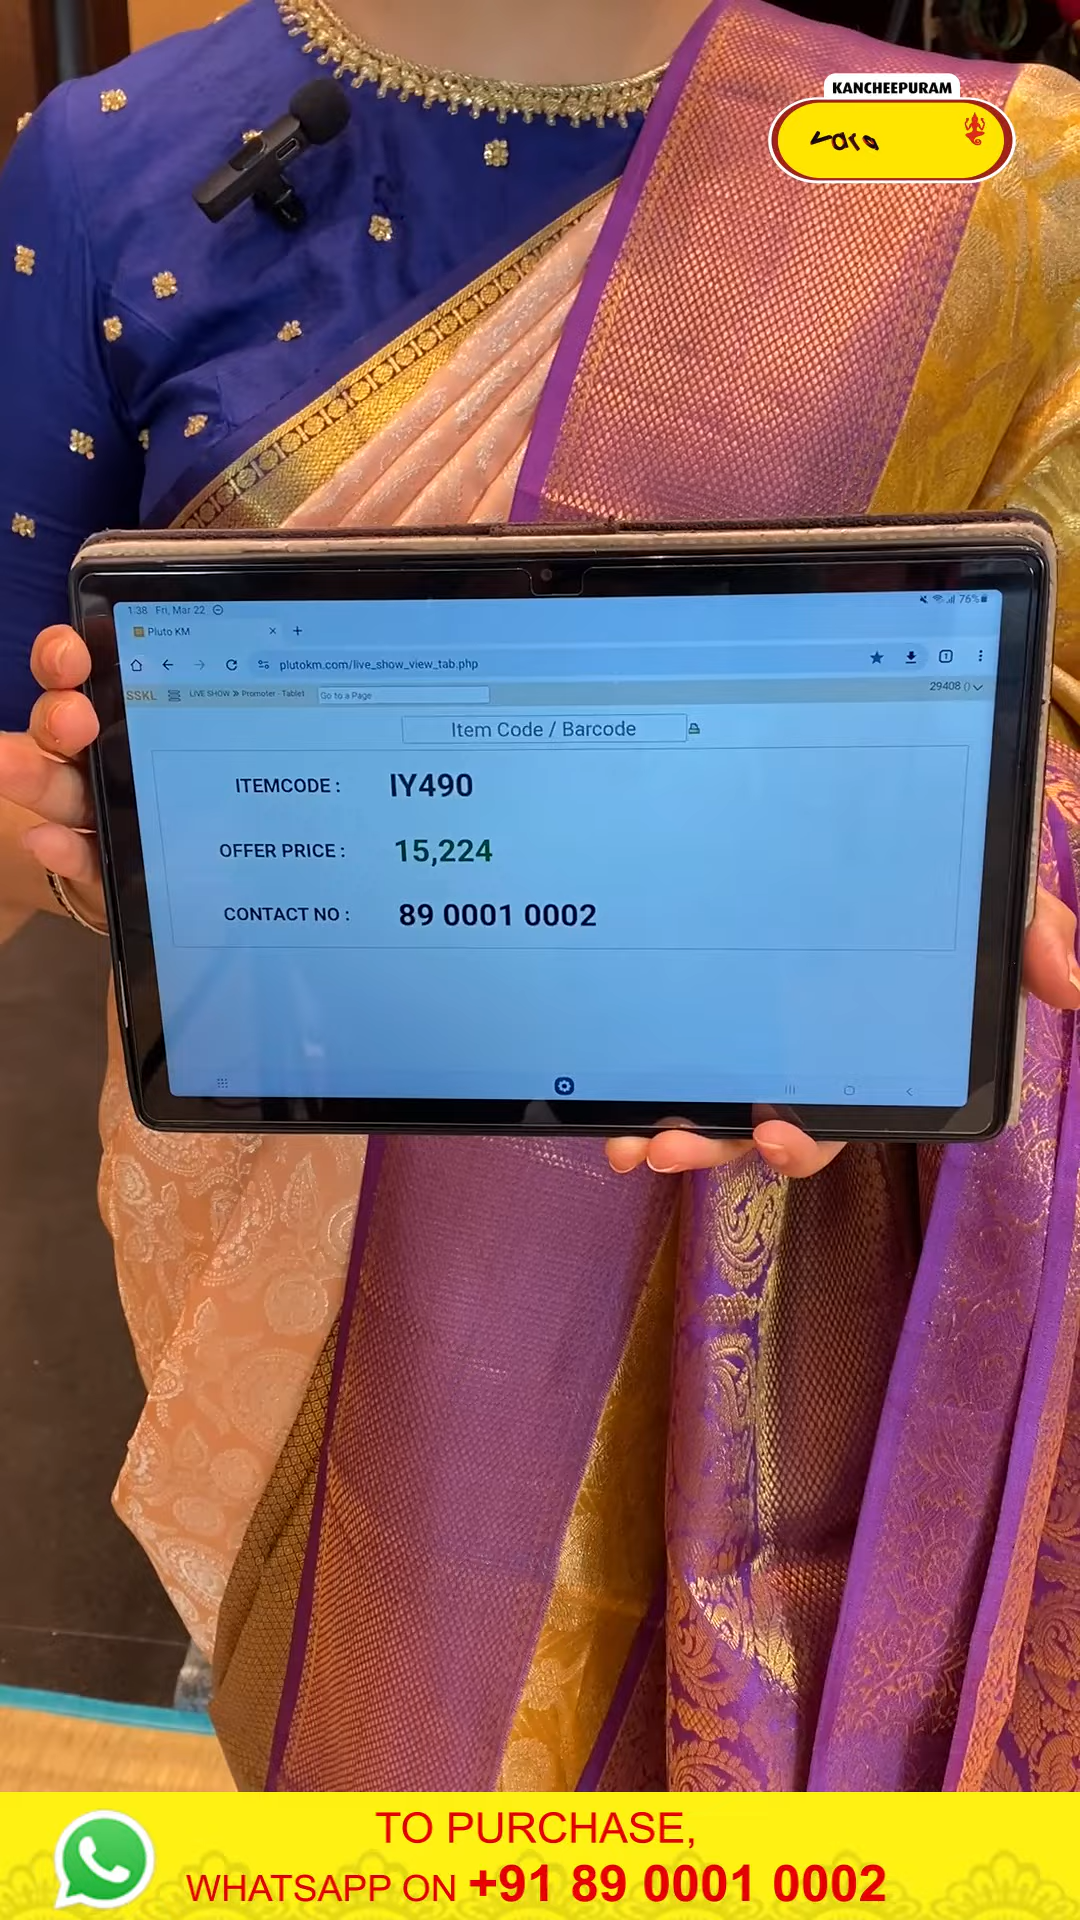 KANCHEEPURAM
1:38 Fri, Mar 22
76%
Pluto KM
plutokm.com/live_show_view_tab.php
SSKL LIVE SHOW » Promoter - Tablet Go to a Page 29408 ()
Item Code / Barcode
ITEMCODE : IY490
OFFER PRICE : 15,224
CONTACT NO : 89 0001 0002
TO PURCHASE,
WHATSAPP ON +91 89 0001 0002